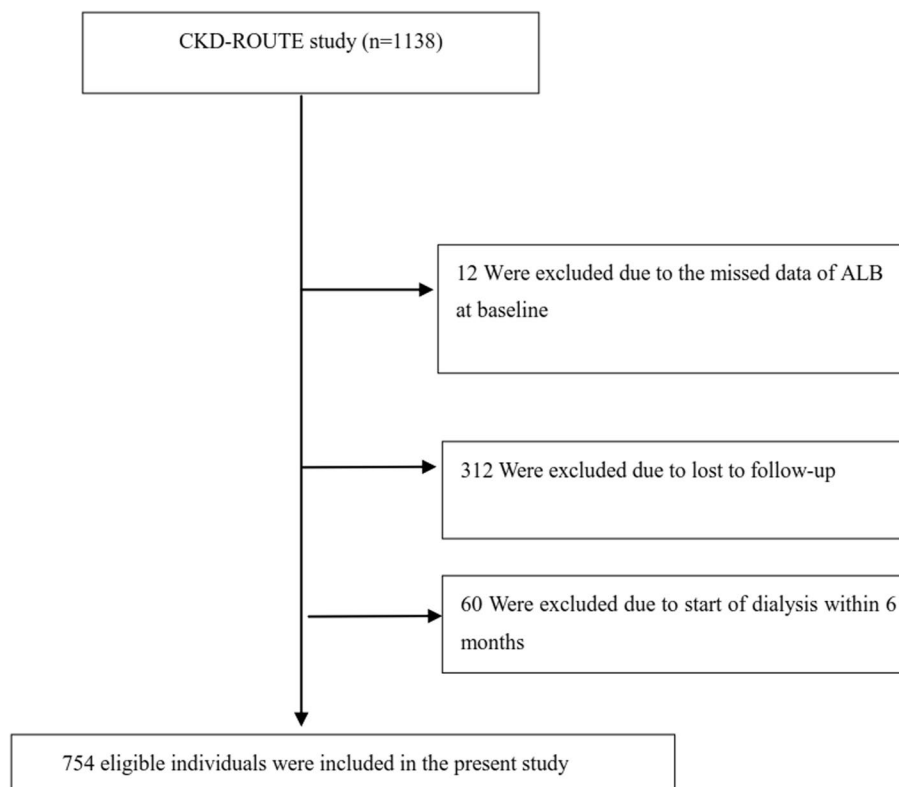 CKD-ROUTE study (n=1138)
12 Were excluded due to the missed data of ALB
at baseline
312 Were excluded due to lost to follow-up
60 Were excluded due to start of dialysis within 6
months
754 eligible individuals were included in the present study